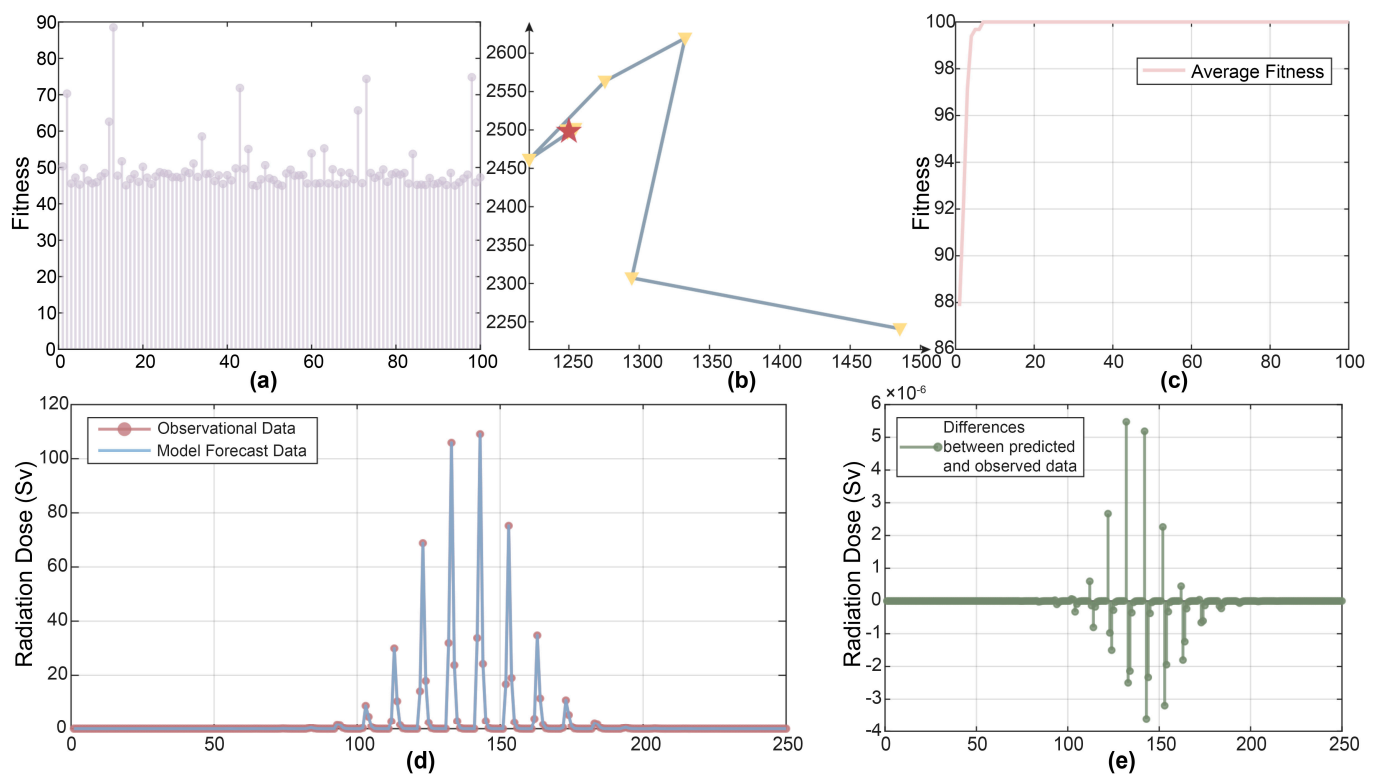 90
80
70
60
50
40
30
20
10
0
Fitness
0 20 40 60 80 100
(a)
2600
2550
2500
2450
2400
2350
2300
2250
1250 1300 1350 1400 1450 1500
(b)
100
98
96
94
92
90
88
86
Fitness
Average Fitness
0 20 40 60 80 100
(c)
120
100
80
60
40
20
0
Radiation Dose (Sv)
Observational Data
Model Forecast Data
0 50 100 150 200 250
(d)
×10⁻⁶
6
5
4
3
2
1
0
-1
-2
-3
-4
Radiation Dose (Sv)
Differences
between predicted
and observed data
0 50 100 150 200 250
(e)